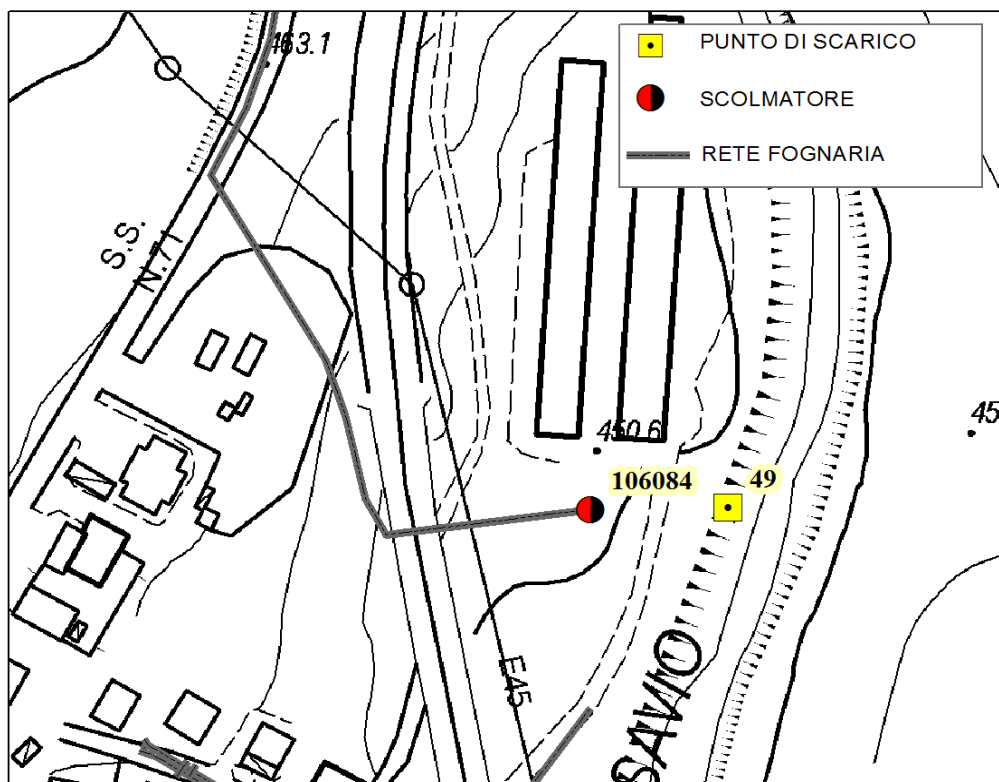 463.1
PUNTO DI SCARICO
SCOLMATORE
RETE FOGNARIA
S.S.
N.71
450.6
45
106084
49
E45
SAVIO